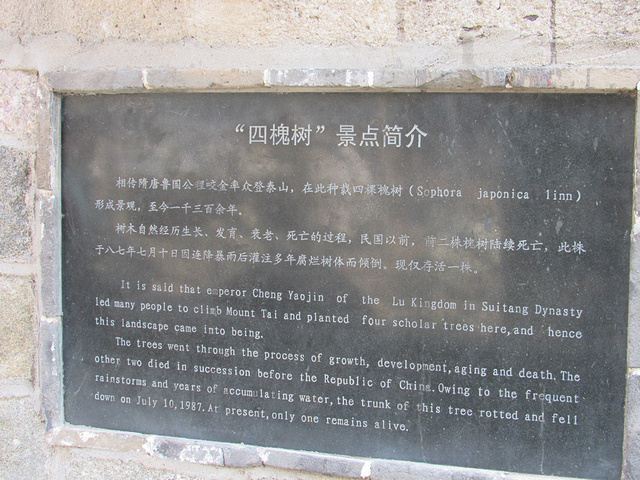 “四槐树”景点简介
相传隋唐鲁国公程咬金率众登泰山，在此种栽四棵槐树（Sophora japonica linn）
形成景观，至今一千三百余年。
树木自然经历生长、发育、衰老、死亡的过程，民国以前，前二株槐树陆续死亡，此株
于八七年七月十日因连降暴雨后灌注多年腐烂树体而倾倒。现仅存活一株。
It is said that emperor Cheng Yaojin of the Lu Kingdom in Suitang Dynasty
led many people to climb Mount Tai and planted four scholar trees here,and hence
this landscape came into being.
The trees went through the process of growth, development,aging and death. The
other two died in succession before the Republic of China. Owing to the frequent
rainstorms and years of accumulating water, the trunk of this tree rotted and fell
down on July 10,1987. At present,only one remains alive.